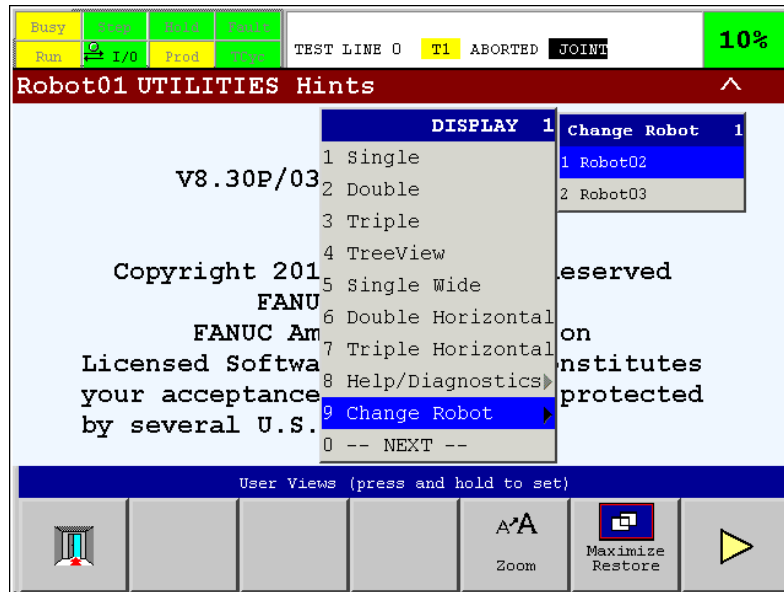 Busy Step Hold Fault
Run I/O Prod TCyc
TEST LINE 0 T1 ABORTED JOINT
10%
Robot01 UTILITIES Hints
DISPLAY 1
1 Single
2 Double
3 Triple
4 TreeView
5 Single Wide
6 Double Horizontal
7 Triple Horizontal
8 Help/Diagnostics
9 Change Robot
0 -- NEXT --
Change Robot 1
1 Robot02
2 Robot03
V8.30P/03
Copyright 201 eserved
FANU
FANUC Am on
Licensed Softwa nstitutes
your acceptance protected
by several U.S.
User Views (press and hold to set)
A A
Zoom
Maximize
Restore